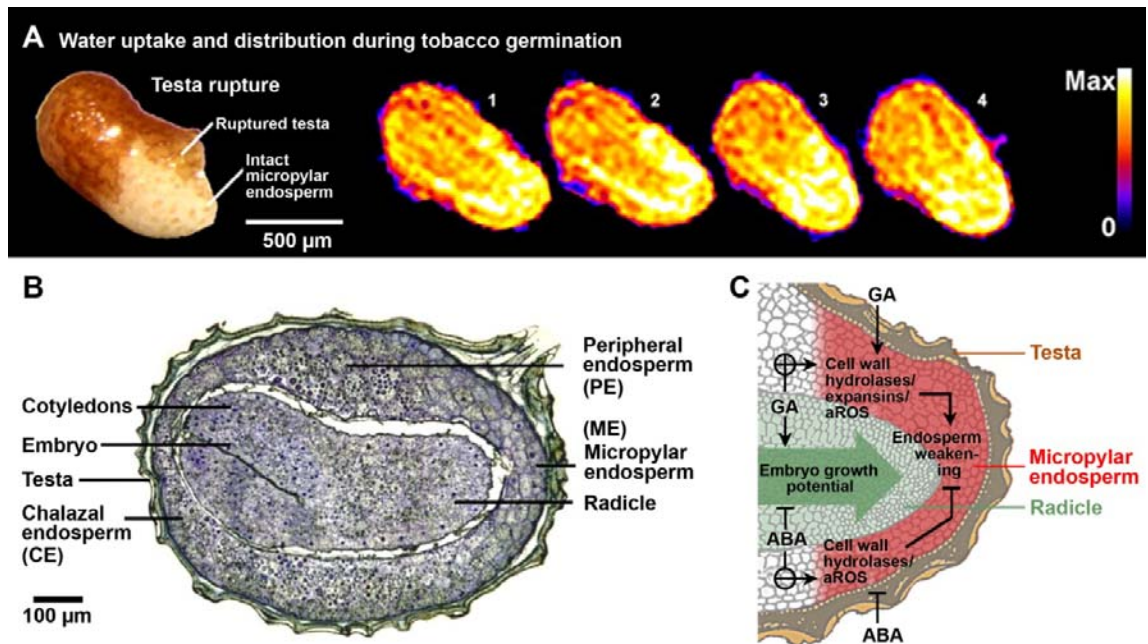 A Water uptake and distribution during tobacco germination
Testa rupture
Ruptured testa
Intact
micropylar
endosperm
500 µm
1
2
3
4
Max
0
B
Cotyledons
Embryo
Testa
Chalazal
endosperm
(CE)
100 µm
Peripheral
endosperm
(PE)
(ME)
Micropylar
endosperm
Radicle
C
GA
Cell wall
hydrolases/
expansins/
aROS
GA
Endosperm
weaken-
ing
Embryo growth
potential
ABA
Cell wall
hydrolases/
aROS
ABA
Testa
Micropylar
endosperm
Radicle